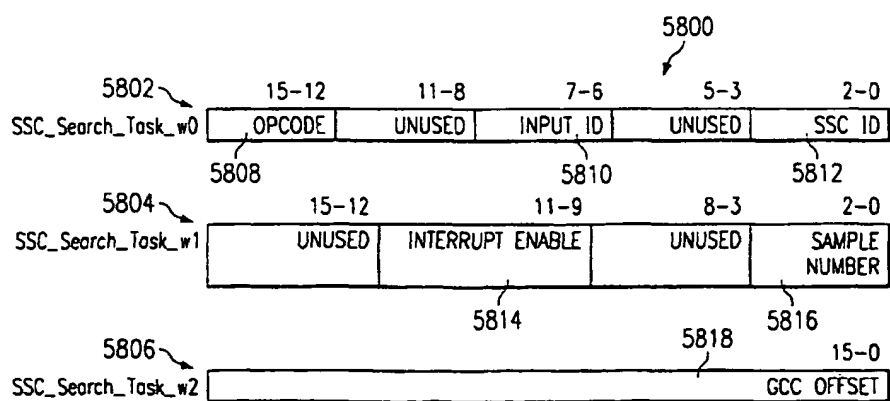 5800
5802
15-12 11-8 7-6 5-3 2-0
SSC_Search_Task_w0 OPCODE UNUSED INPUT ID UNUSED SSC ID
5808 5810 5812
5804
15-12 11-9 8-3 2-0
SSC_Search_Task_w1 UNUSED INTERRUPT ENABLE UNUSED SAMPLE
NUMBER
5814 5816
5806 5818 15-0
SSC_Search_Task_w2 GCC OFFSET